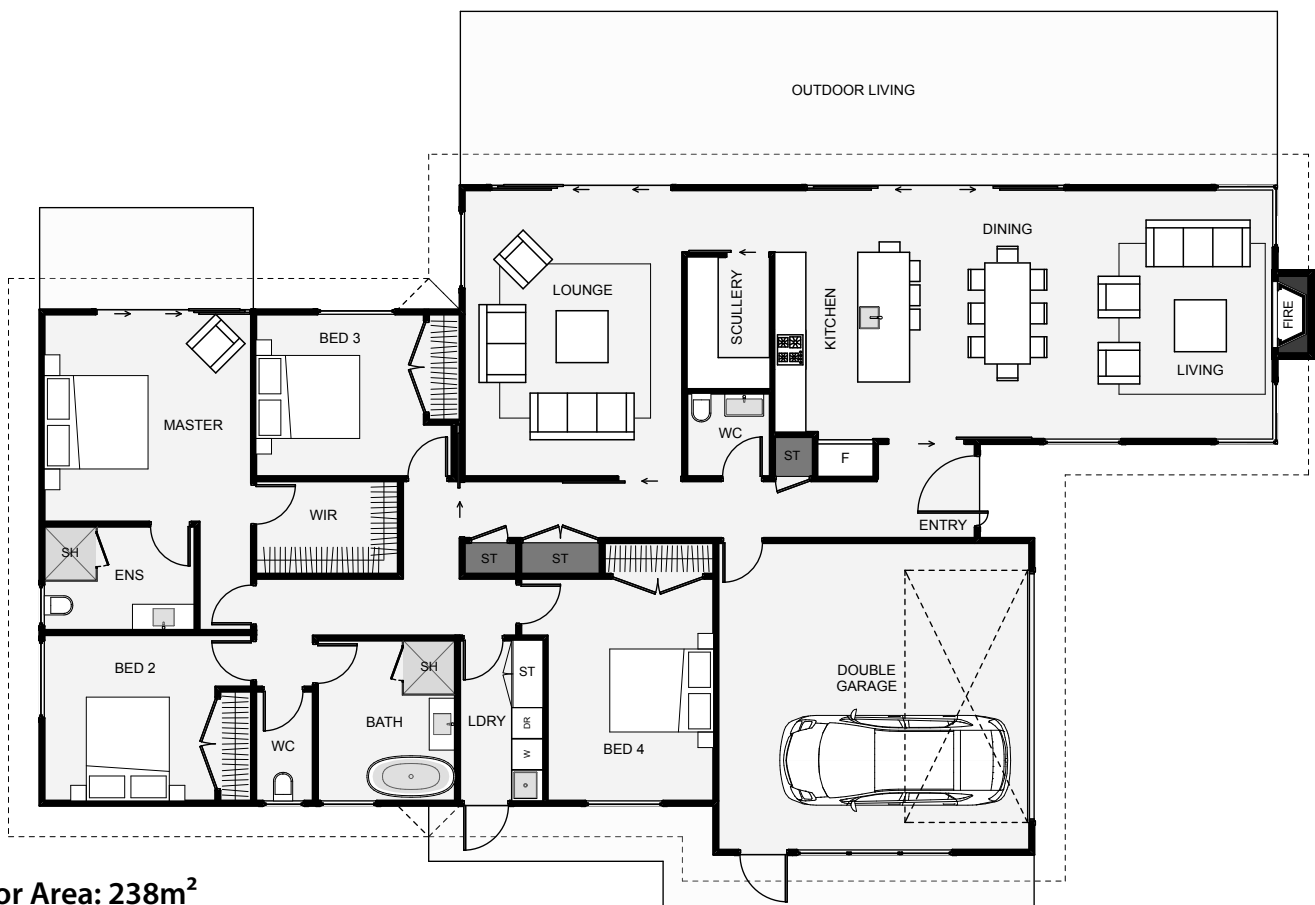 OUTDOOR LIVING
DINING
LOUNGE
SCULLERY
KITCHEN
FIRE
BED 3
LIVING
MASTER
WC
ST
F
WIR
ENTRY
SH
ENS
ST
ST
BED 2
SH
ST
DOUBLE
GARAGE
BATH
LDRY
DR
WC
W
BED 4
or Area: 238m²